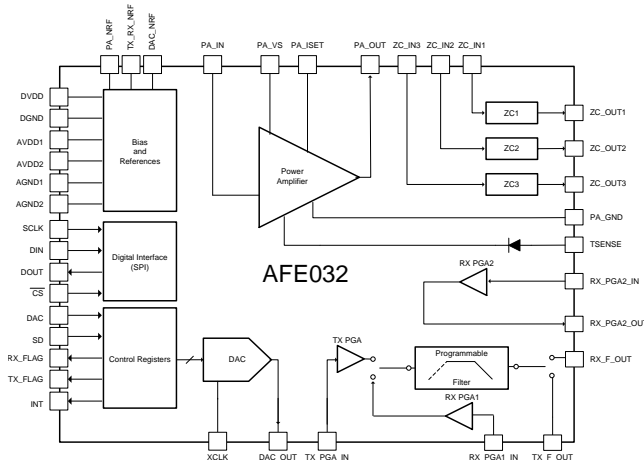 PA_NRF
TX_RX_NRF
DAC_NRF
PA_IN
PA_VS
PA_ISET
PA_OUT
ZC_IN3
ZC_IN2
ZC_IN1
DVDD
DGND
AVDD1
AVDD2
AGND1
AGND2
SCLK
DIN
DOUT
CS
DAC
SD
RX_FLAG
TX_FLAG
INT
Bias
and
References
Digital Interface
(SPI)
Control Registers
DAC
Power
Amplifier
AFE032
ZC1
ZC2
ZC3
RX PGA2
TX PGA
Programmable
Filter
RX PGA1
ZC_OUT1
ZC_OUT2
ZC_OUT3
PA_GND
TSENSE
RX_PGA2_IN
RX_PGA2_OUT
RX_F_OUT
XCLK
DAC_OUT
TX_PGA_IN
RX_PGA1_IN
TX_F_OUT